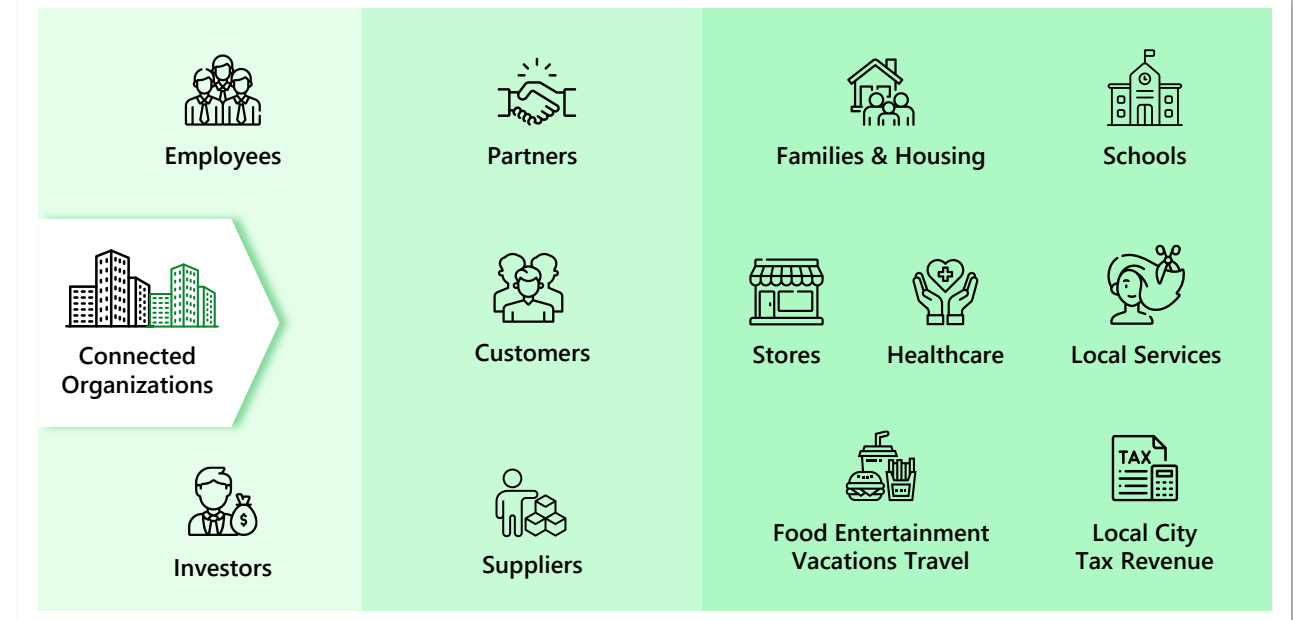 Employees
Partners
Families & Housing
Schools
Connected
Organizations
Customers
Stores
Healthcare
Local Services
Investors
Suppliers
$
TAX
Food Entertainment
Vacations Travel
Local City
Tax Revenue